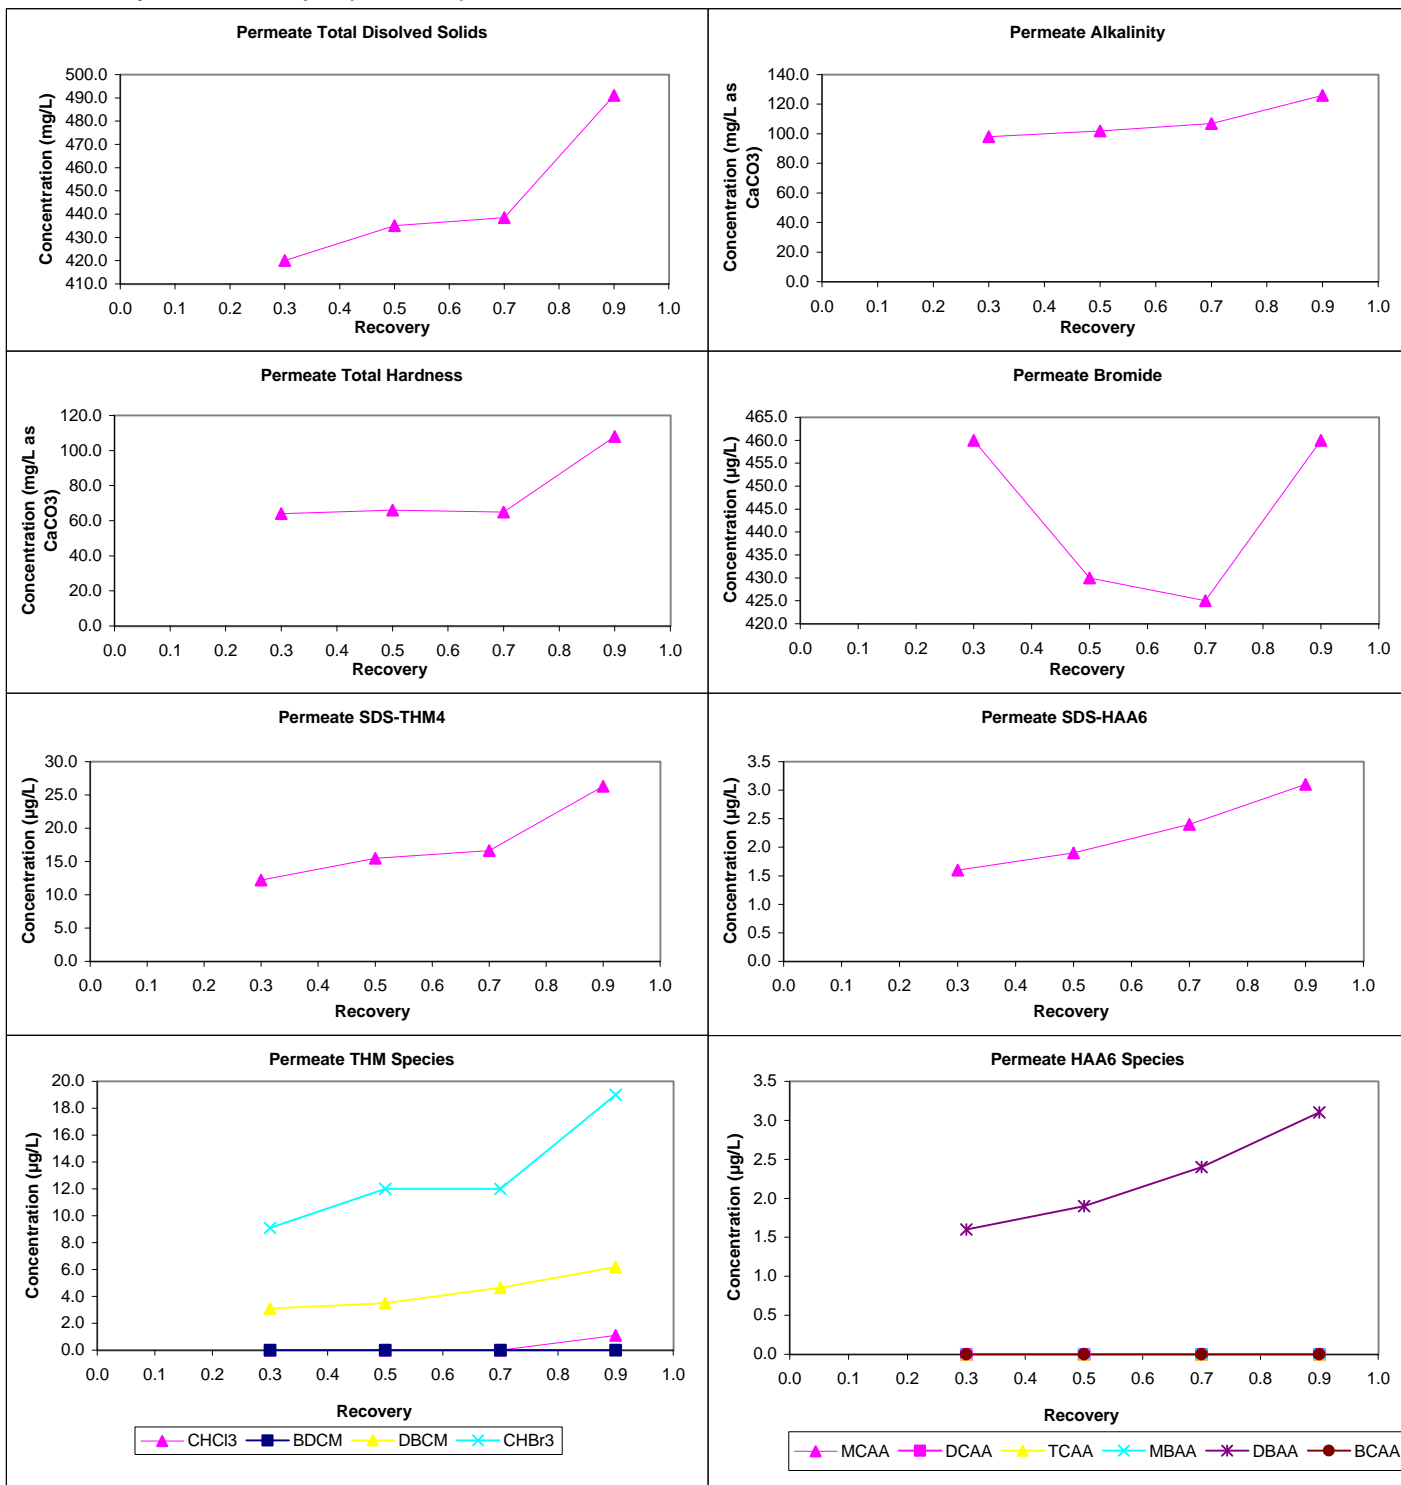 Permeate Total Disolved Solids
Concentration (mg/L)
500.0
490.0
480.0
470.0
460.0
450.0
440.0
430.0
420.0
410.0
0.0 0.1 0.2 0.3 0.4 0.5 0.6 0.7 0.8 0.9 1.0
Recovery
Permeate Alkalinity
Concentration (mg/L as
CaCO3)
140.0
120.0
100.0
80.0
60.0
40.0
20.0
0.0
0.0 0.1 0.2 0.3 0.4 0.5 0.6 0.7 0.8 0.9 1.0
Recovery
Permeate Total Hardness
Concentration (mg/L as
CaCO3)
120.0
100.0
80.0
60.0
40.0
20.0
0.0
0.0 0.1 0.2 0.3 0.4 0.5 0.6 0.7 0.8 0.9 1.0
Recovery
Permeate Bromide
Concentration (µg/L)
465.0
460.0
455.0
450.0
445.0
440.0
435.0
430.0
425.0
420.0
0.0 0.1 0.2 0.3 0.4 0.5 0.6 0.7 0.8 0.9 1.0
Recovery
Permeate SDS-THM4
Concentration (µg/L)
30.0
25.0
20.0
15.0
10.0
5.0
0.0
0.0 0.1 0.2 0.3 0.4 0.5 0.6 0.7 0.8 0.9 1.0
Recovery
Permeate SDS-HAA6
Concentration (µg/L)
3.5
3.0
2.5
2.0
1.5
1.0
0.5
0.0
0.0 0.1 0.2 0.3 0.4 0.5 0.6 0.7 0.8 0.9 1.0
Recovery
Permeate THM Species
Concentration (µg/L)
20.0
18.0
16.0
14.0
12.0
10.0
8.0
6.0
4.0
2.0
0.0
0.0 0.1 0.2 0.3 0.4 0.5 0.6 0.7 0.8 0.9 1.0
Recovery
CHCl3 BDCM DBCM CHBr3
Permeate HAA6 Species
Concentration (µg/L)
3.5
3.0
2.5
2.0
1.5
1.0
0.5
0.0
0.0 0.1 0.2 0.3 0.4 0.5 0.6 0.7 0.8 0.9 1.0
Recovery
MCAA DCAA TCAA MBAA DBAA BCAA